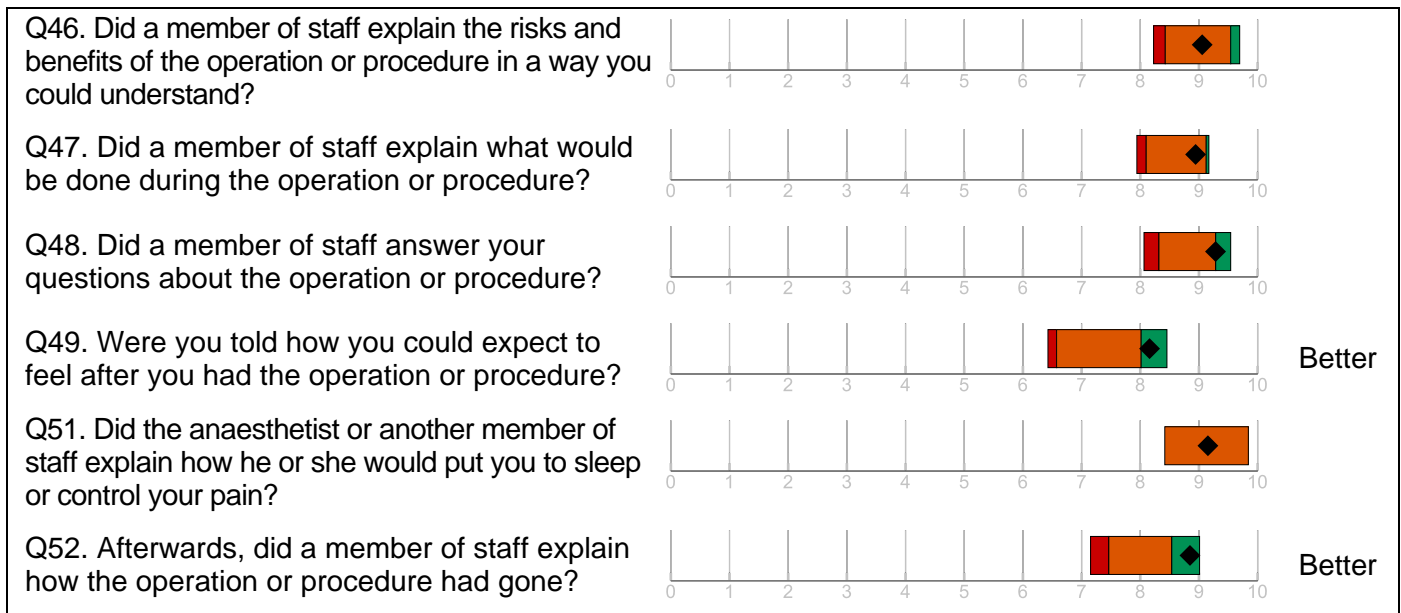 Q46. Did a member of staff explain the risks and
benefits of the operation or procedure in a way you
could understand?
0 1 2 3 4 5 6 7 8 9 10
Q47. Did a member of staff explain what would
be done during the operation or procedure?
0 1 2 3 4 5 6 7 8 9 10
Q48. Did a member of staff answer your
questions about the operation or procedure?
0 1 2 3 4 5 6 7 8 9 10
Q49. Were you told how you could expect to
feel after you had the operation or procedure?
0 1 2 3 4 5 6 7 8 9 10
Better
Q51. Did the anaesthetist or another member of
staff explain how he or she would put you to sleep
or control your pain?
0 1 2 3 4 5 6 7 8 9 10
Q52. Afterwards, did a member of staff explain
how the operation or procedure had gone?
0 1 2 3 4 5 6 7 8 9 10
Better